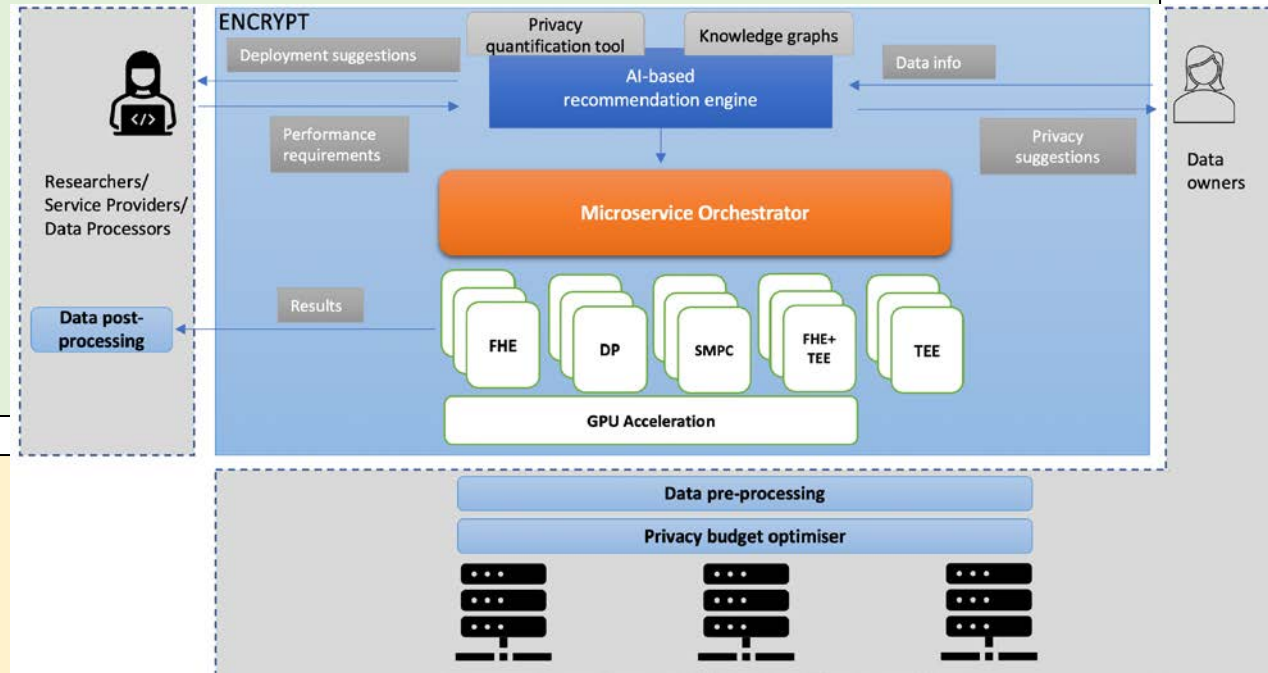 ENCRYPT
Privacy
quantification tool
Knowledge graphs
Deployment suggestions
AI-based
recommendation engine
Data info
Performance
requirements
Privacy
suggestions
</>
Researchers/
Service Providers/
Data Processors
Data
owners
Microservice Orchestrator
Results
Data post-
processing
FHE
DP
SMPC
FHE+
TEE
TEE
GPU Acceleration
Data pre-processing
Privacy budget optimiser